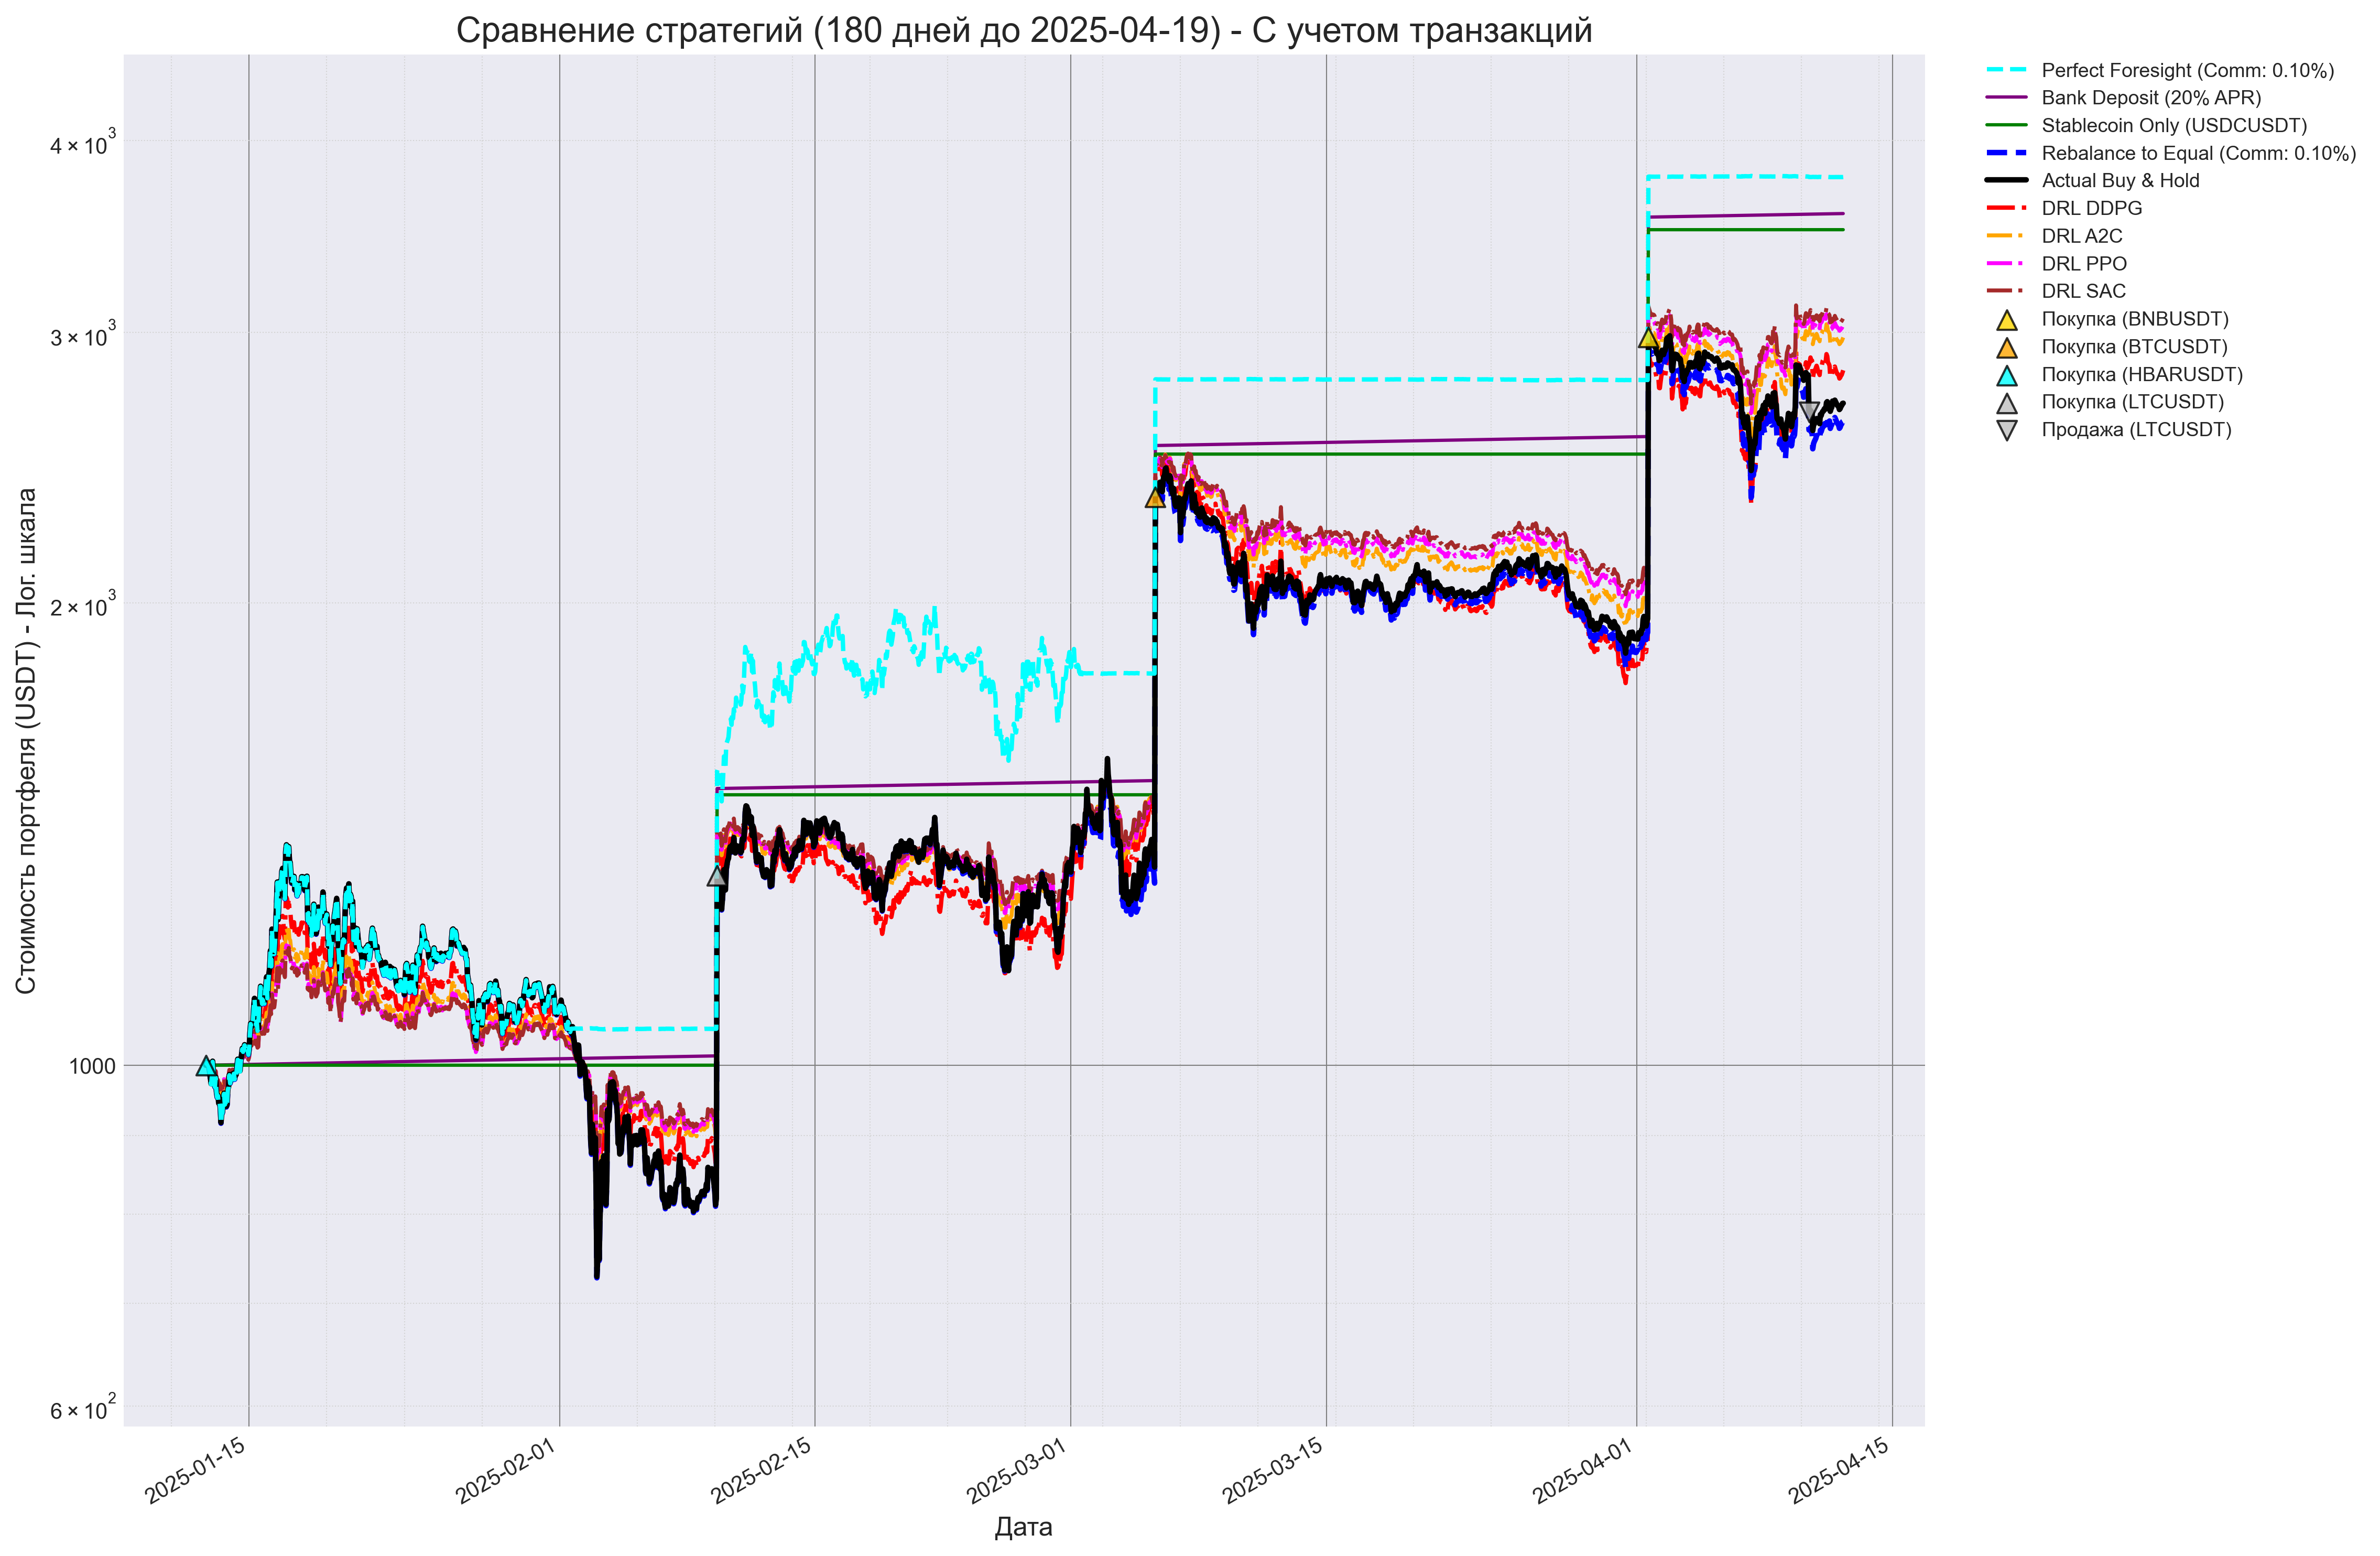 Сравнение стратегий (180 дней до 2025-04-19) - С учетом транзакций
Стоимость портфеля (USDT) - Лог. шкала
4 × 10³
3 × 10³
2 × 10³
1000
6 × 10²
2025-01-15
2025-02-01
2025-02-15
2025-03-01
2025-03-15
2025-04-01
2025-04-15
Дата
Perfect Foresight (Comm: 0.10%)
Bank Deposit (20% APR)
Stablecoin Only (USDCUSDT)
Rebalance to Equal (Comm: 0.10%)
Actual Buy & Hold
DRL DDPG
DRL A2C
DRL PPO
DRL SAC
Покупка (BNBUSDT)
Покупка (BTCUSDT)
Покупка (HBARUSDT)
Покупка (LTCUSDT)
Продажа (LTCUSDT)